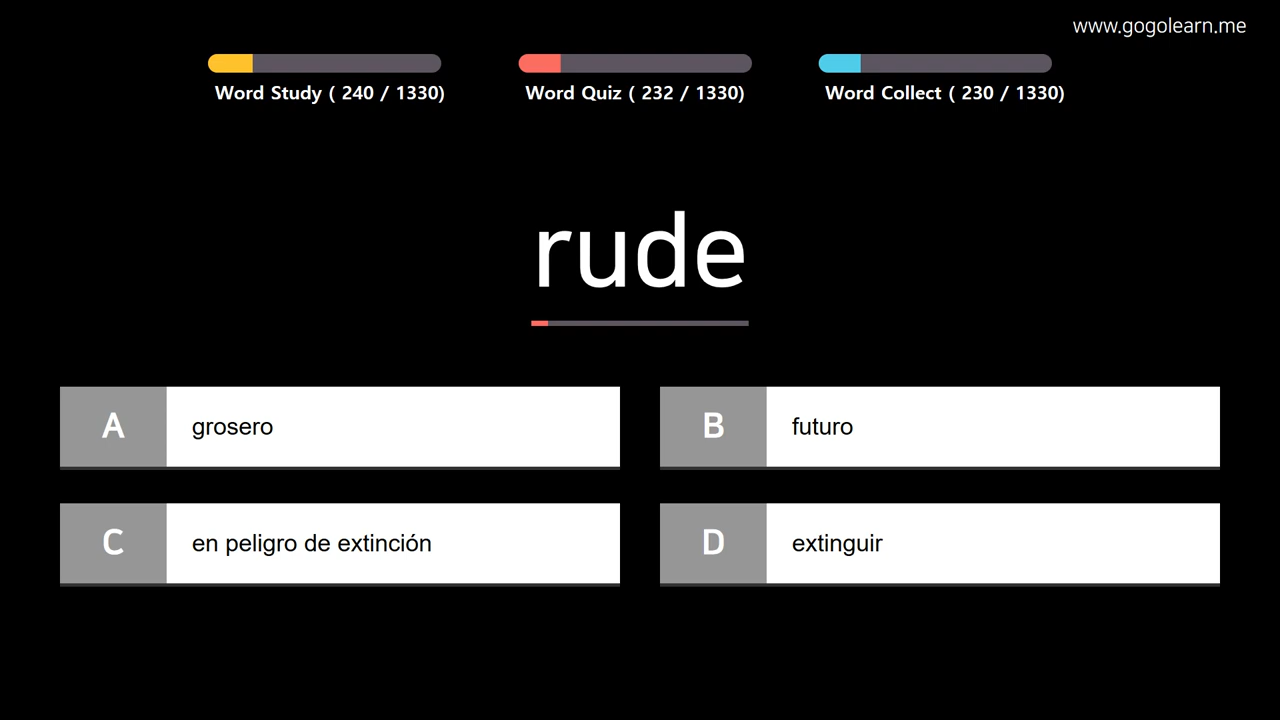 www.gogolearn.me
Word Study ( 240 / 1330)
Word Quiz ( 232 / 1330)
Word Collect ( 230 / 1330)
rude
A grosero
B futuro
C en peligro de extinción
D extinguir